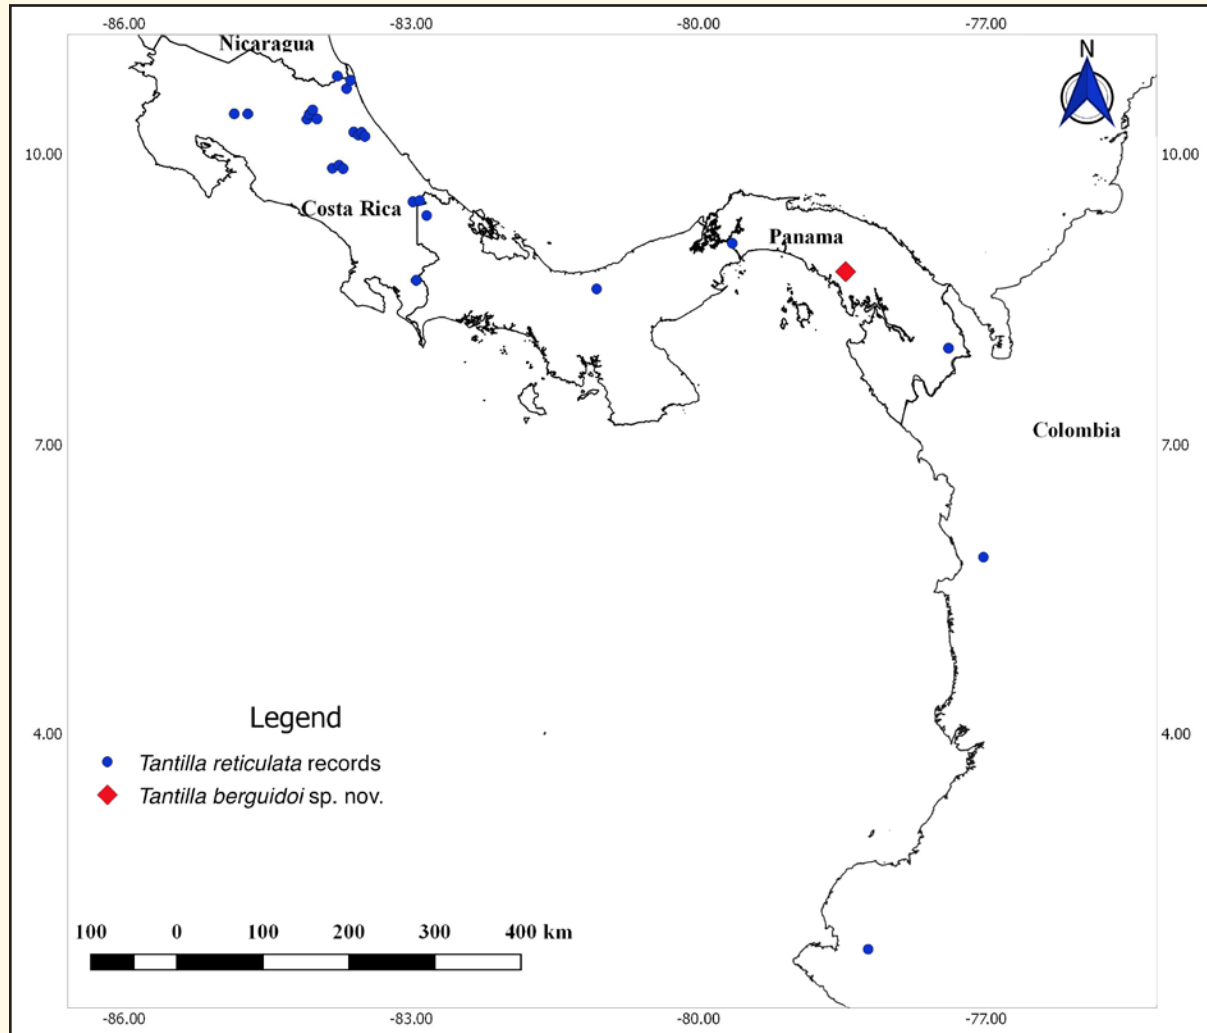 -86.00 -83.00 -80.00 -77.00
Nicaragua
N
10.00 10.00
Costa Rica
Panama
7.00 7.00
Colombia
4.00 4.00
Legend
Tantilla reticulata records
Tantilla berguidoi sp. nov.
100 0 100 200 300 400 km
-86.00 -83.00 -80.00 -77.00